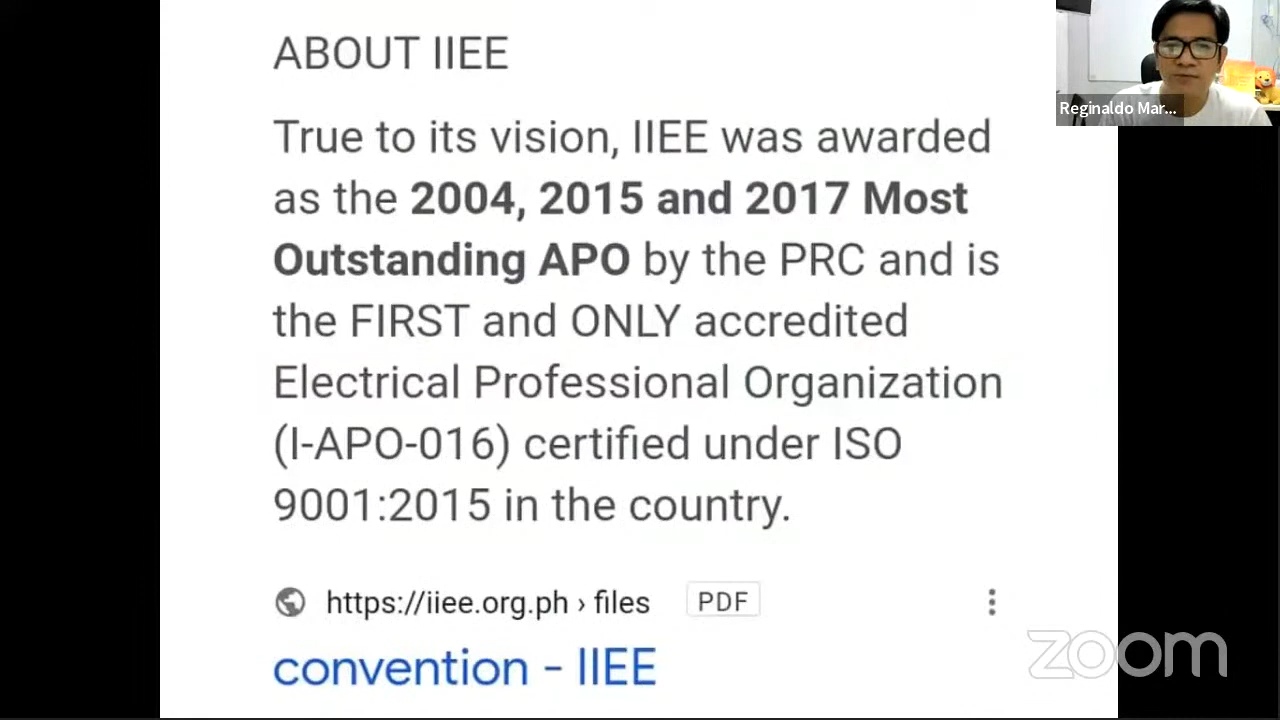 ABOUT IIEE
Reginaldo Mar...
True to its vision, IIEE was awarded
as the 2004, 2015 and 2017 Most
Outstanding APO by the PRC and is
the FIRST and ONLY accredited
Electrical Professional Organization
(I-APO-016) certified under ISO
9001:2015 in the country.
https://iiee.org.ph › files PDF
convention - IIEE
zoom